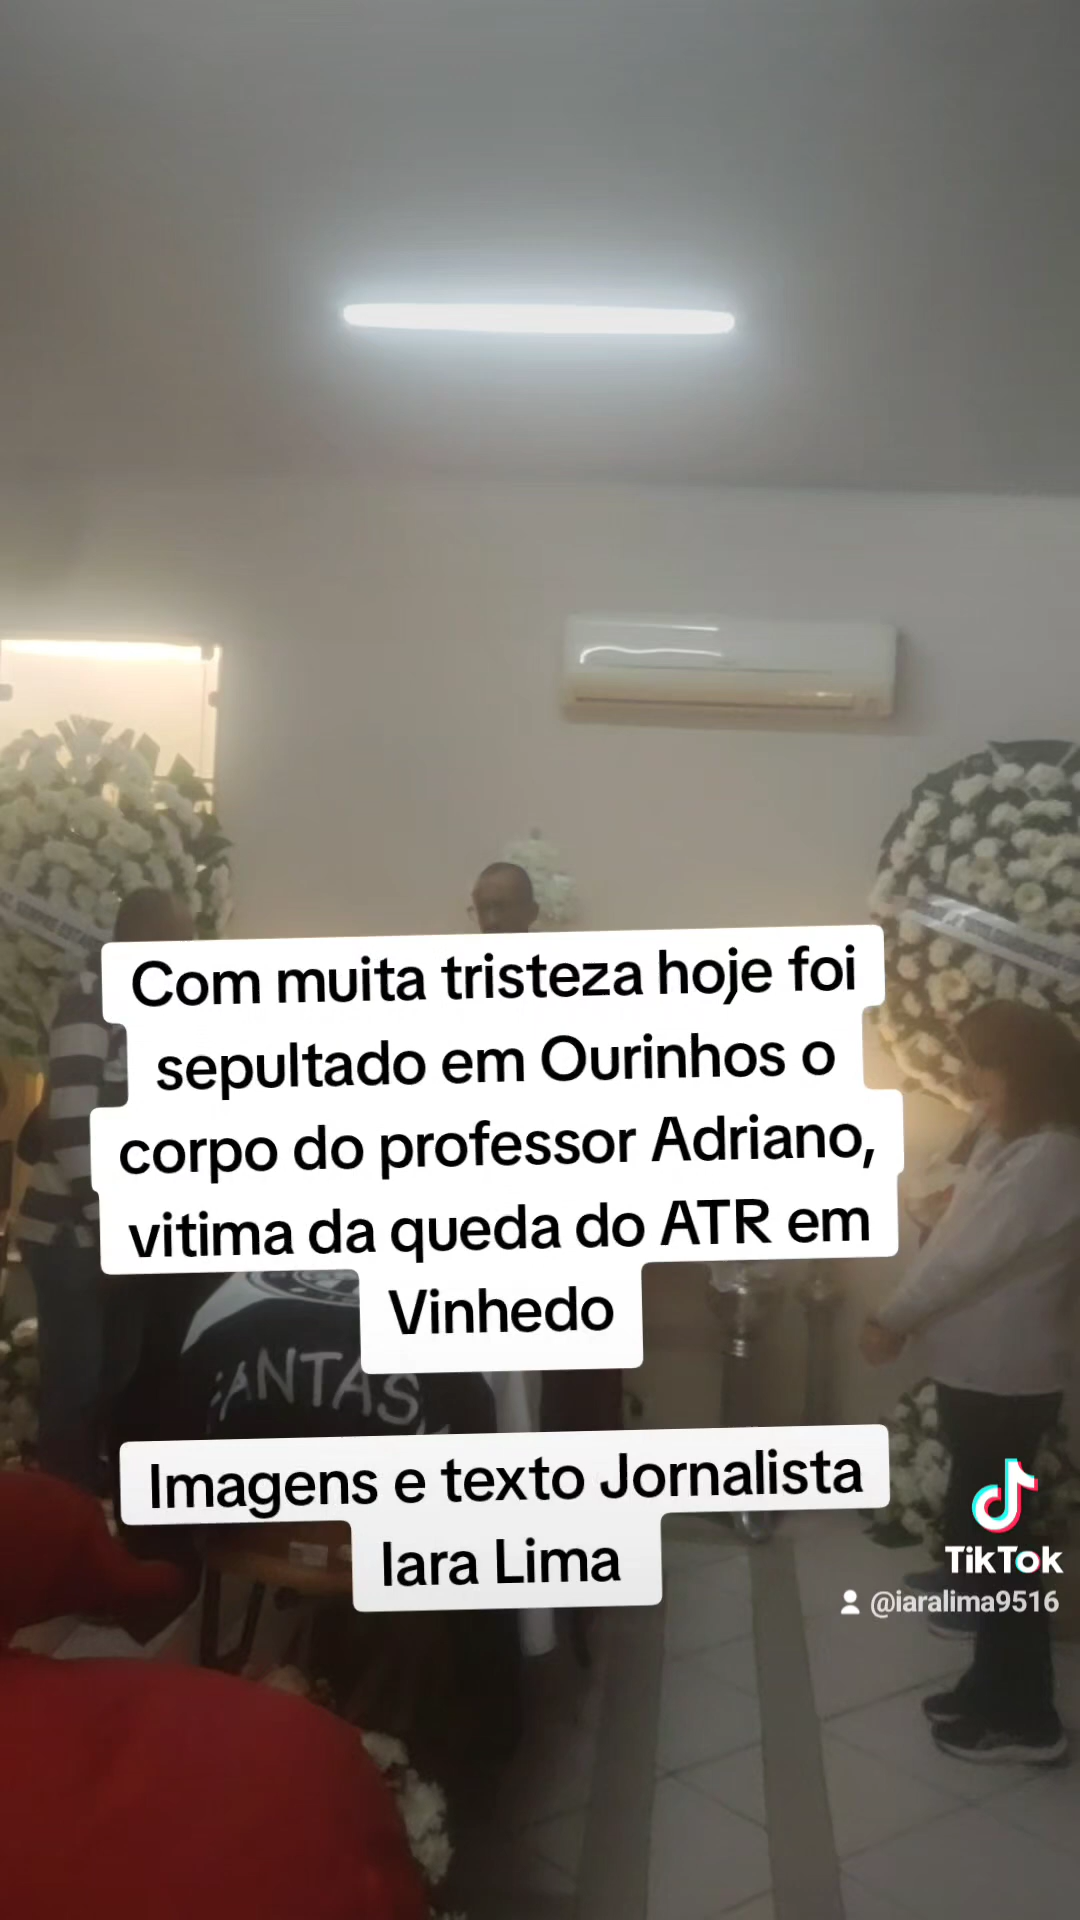 Com muita tristeza hoje foi
sepultado em Ourinhos o
corpo do professor Adriano,
vitima da queda do ATR em
Vinhedo
ANTAS
Imagens e texto Jornalista
Iara Lima
TikTok
@iaralima9516